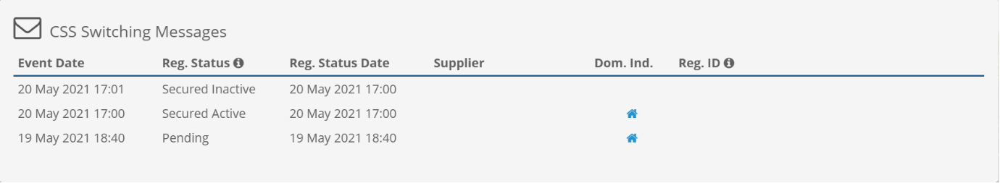 CSS Switching Messages
Event Date Reg. Status Reg. Status Date Supplier Dom. Ind. Reg. ID
20 May 2021 17:01 Secured Inactive 20 May 2021 17:00
20 May 2021 17:00 Secured Active 20 May 2021 17:00
19 May 2021 18:40 Pending 19 May 2021 18:40